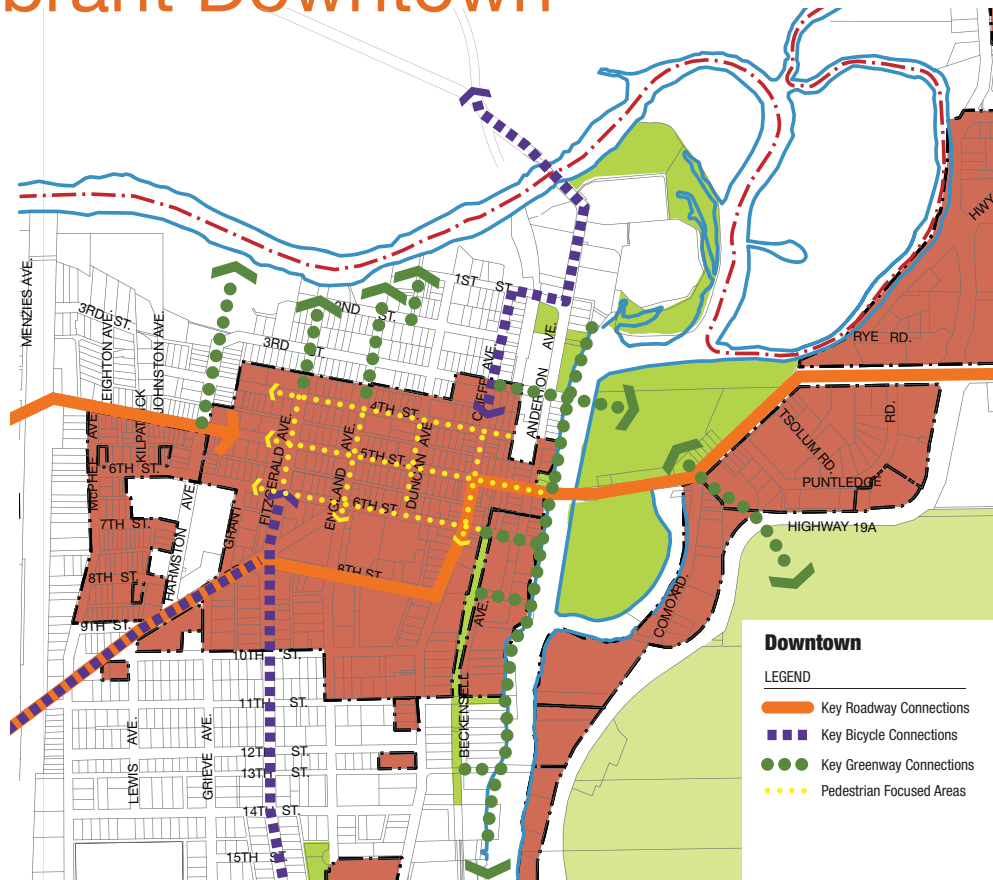 brant Downtown
HWY
1ST ST.
MENZIES AVE.
3RD ST.
2ND ST.
3RD ST.
RYE RD.
LEIGHTON AVE.
JOHNSTON AVE.
KILPATRICK
CLIFFE AVE.
ANDERTON AVE.
4TH ST.
McPHEE AVE.
FITZGERALD AVE.
ENGLAND AVE.
DUNCAN AVE.
5TH ST.
TSOLUM RD.
RD.
6TH ST.
6TH ST.
PUNTLEDGE
7TH ST.
HARMSTON AVE.
GRANT
HIGHWAY 19A
8TH ST.
8TH ST.
COMOX RD.
9TH ST.
BECKENSELL AVE.
10TH ST.
11TH ST.
LEWIS AVE.
GRIEVE AVE.
12TH ST.
13TH ST.
14TH ST.
15TH ST.
Downtown
LEGEND
Key Roadway Connections
Key Bicycle Connections
Key Greenway Connections
Pedestrian Focused Areas